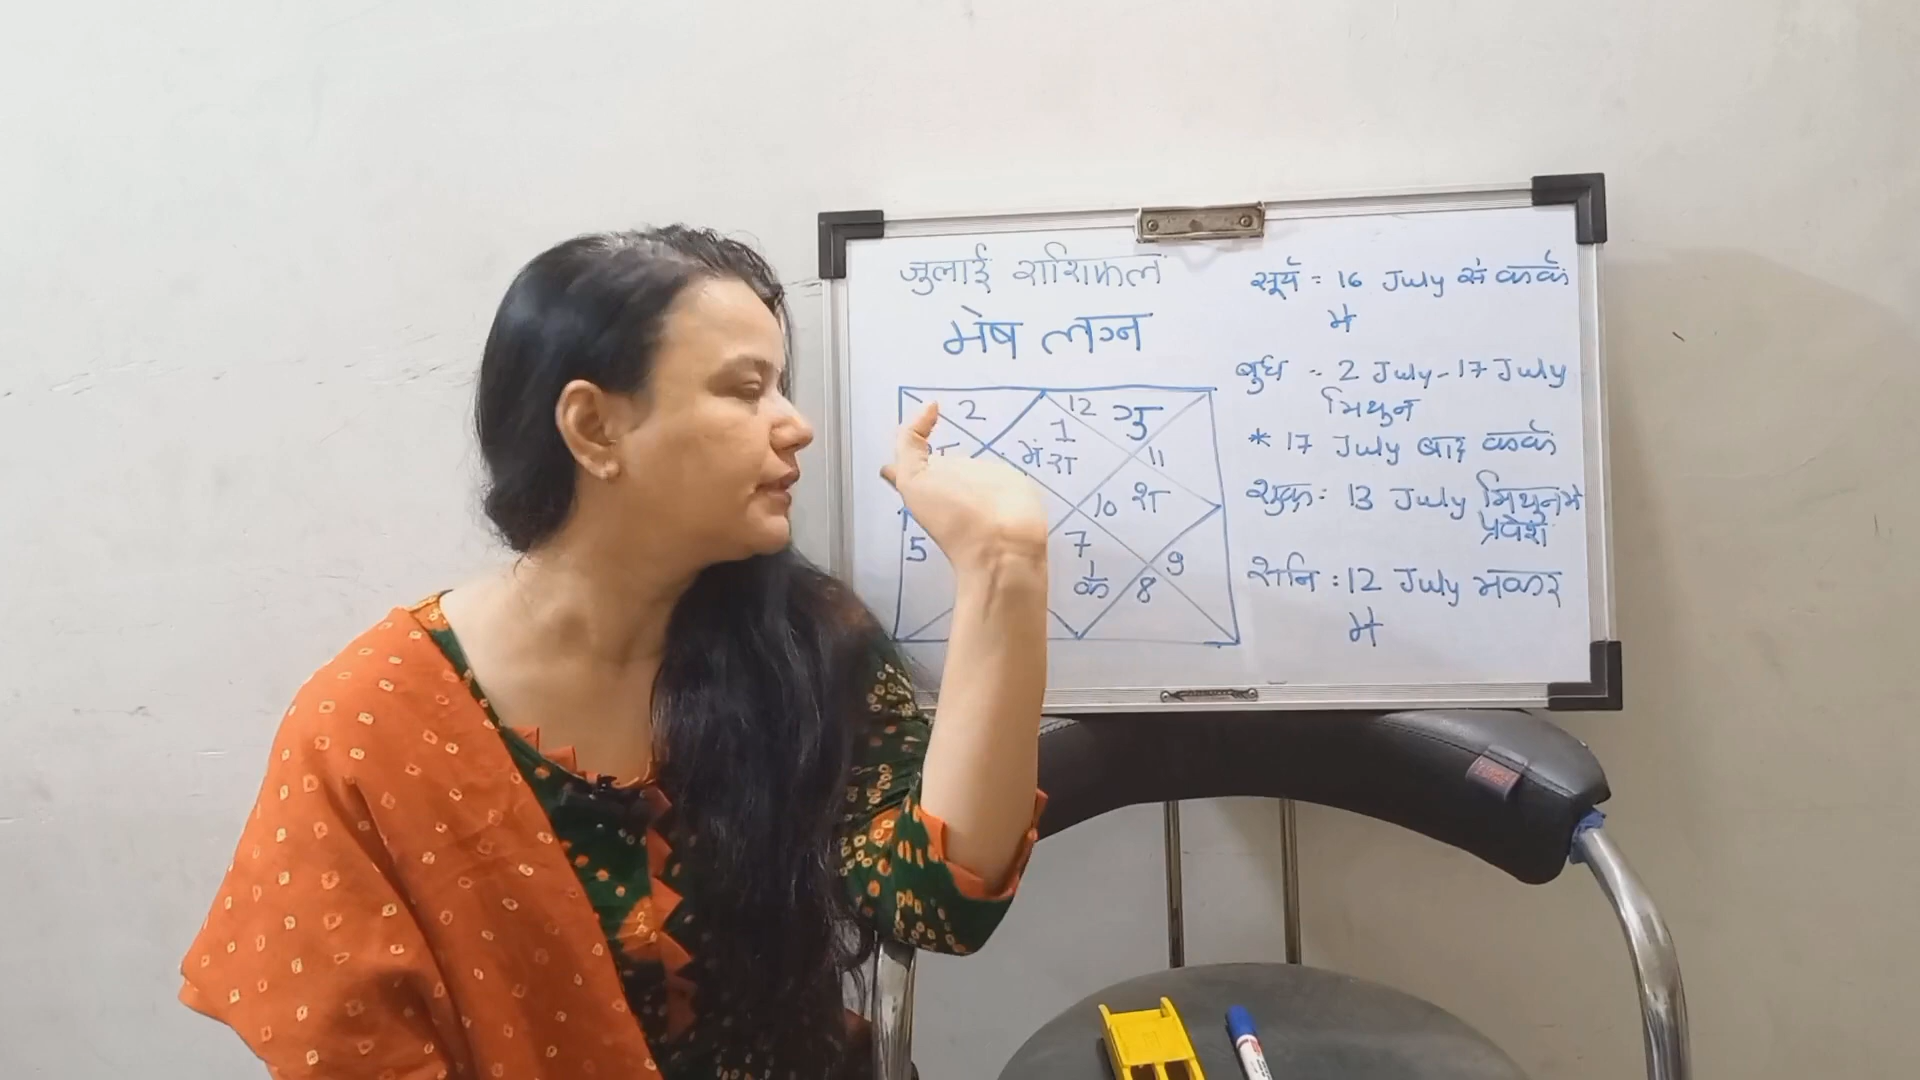 जुलाई राशिफल
मेष लग्न
2
12 गु
1
मं रा
11
10 श
5
7
के
9
8
सूर्य : 16 July से कर्क
में
बुध - 2 July - 17 July
मिथुन
* 17 July बाद कर्क
शुक्र : 13 July मिथुन में
प्रवेश
शनि : 12 July मकर
में